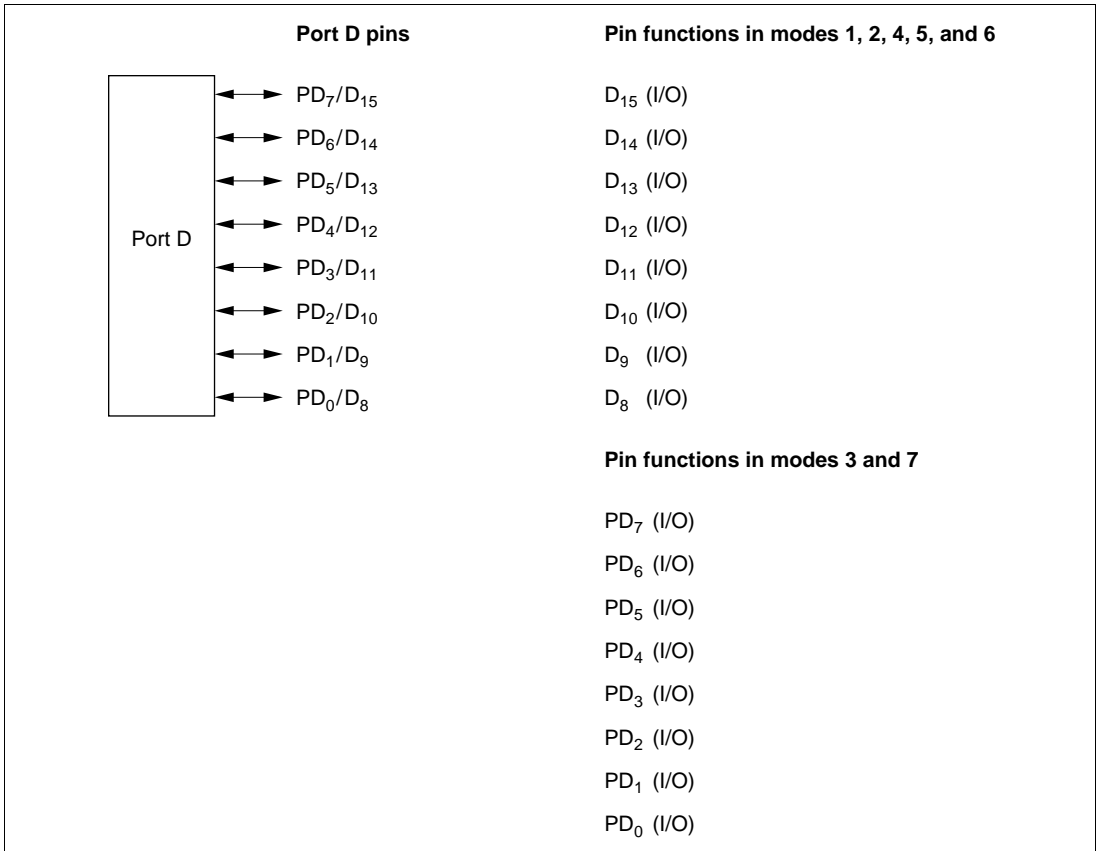 Port D pins Pin functions in modes 1, 2, 4, 5, and 6
PD₇/D₁₅ D₁₅ (I/O)
PD₆/D₁₄ D₁₄ (I/O)
PD₅/D₁₃ D₁₃ (I/O)
PD₄/D₁₂ D₁₂ (I/O)
Port D
PD₃/D₁₁ D₁₁ (I/O)
PD₂/D₁₀ D₁₀ (I/O)
PD₁/D₉ D₉ (I/O)
PD₀/D₈ D₈ (I/O)
Pin functions in modes 3 and 7
PD₇ (I/O)
PD₆ (I/O)
PD₅ (I/O)
PD₄ (I/O)
PD₃ (I/O)
PD₂ (I/O)
PD₁ (I/O)
PD₀ (I/O)